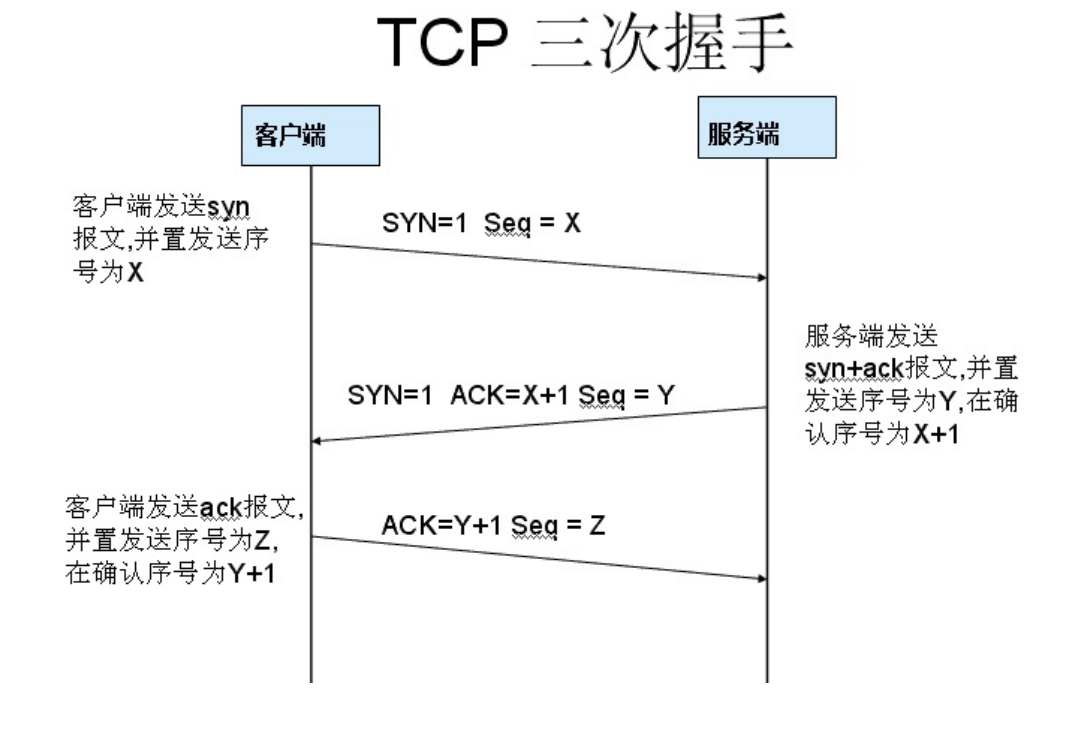 TCP 三次握手
客户端
服务端
客户端发送syn
报文,并置发送序
号为X
SYN=1 Seq = X
服务端发送
syn+ack报文,并置
发送序号为Y,在确
认序号为X+1
SYN=1 ACK=X+1 Seq = Y
客户端发送ack报文,
并置发送序号为Z,
在确认序号为Y+1
ACK=Y+1 Seq = Z